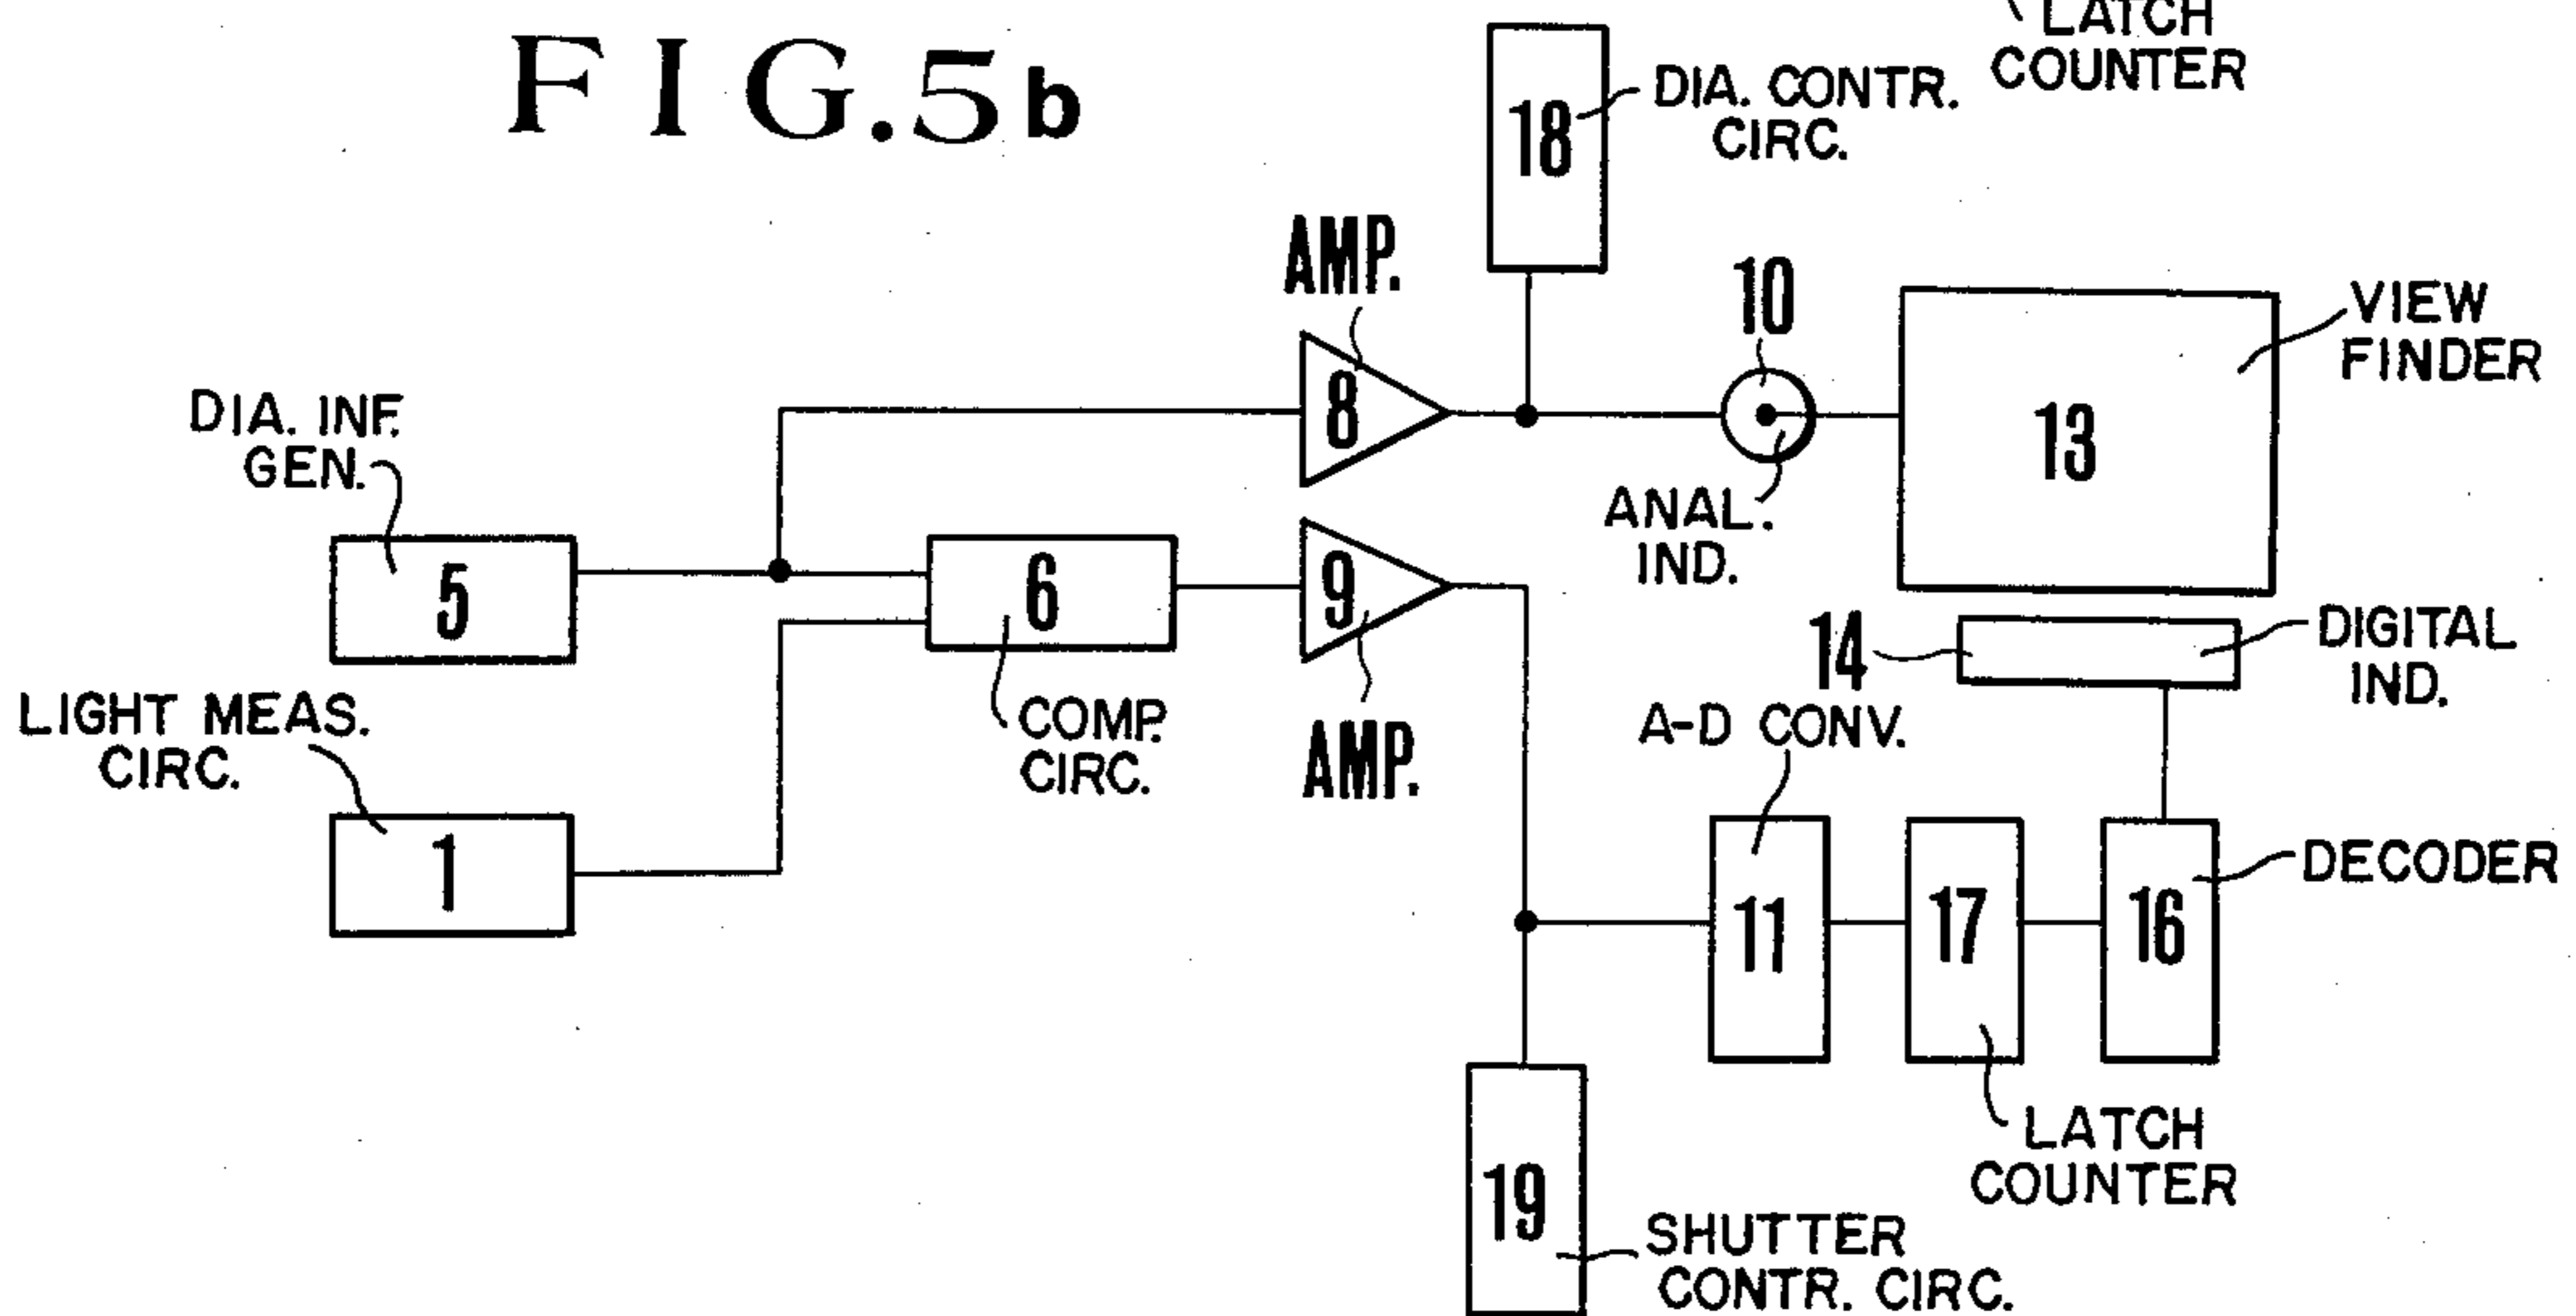 LATCH
COUNTER
FIG.5b
18
DIA. CONTR.
CIRC.
AMP.
8
10
ANAL.
IND.
13
VIEW
FINDER
DIA. INF.
GEN.
5
6
COMP.
CIRC.
9
AMP.
14
DIGITAL
IND.
LIGHT MEAS.
CIRC.
1
A-D CONV.
11
17
16
DECODER
LATCH
COUNTER
19
SHUTTER
CONTR. CIRC.